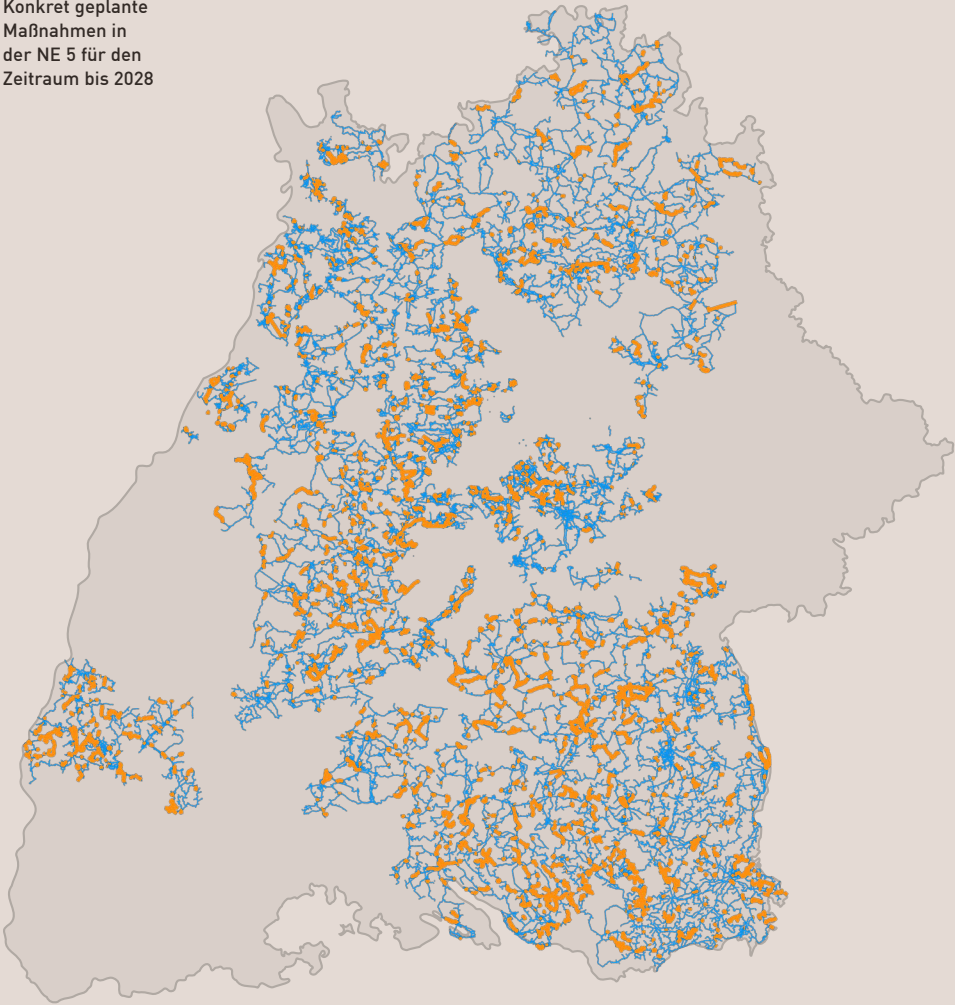 Konkret geplante
Maßnahmen in
der NE 5 für den
Zeitraum bis 2028